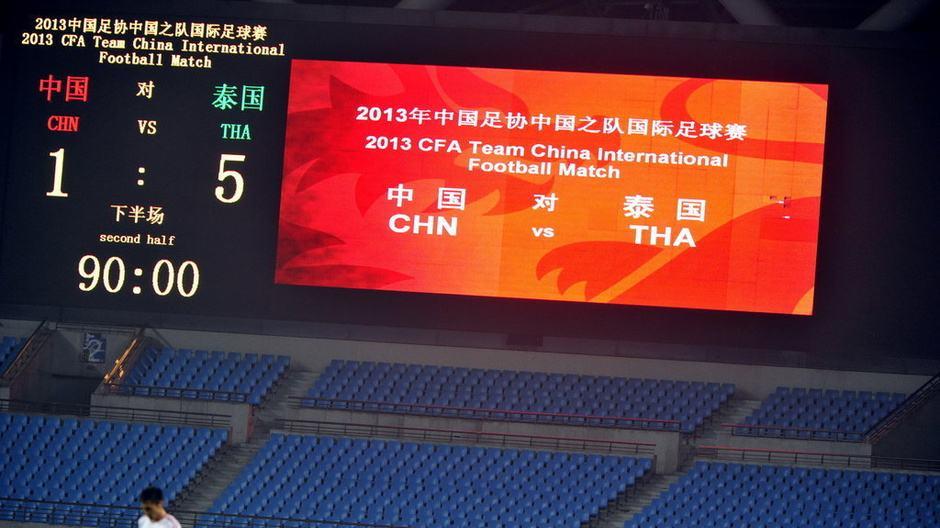 2013中国足协中国之队国际足球赛
2013 CFA Team China International
Football Match
中国 对 泰国
CHN VS THA
1 : 5
下半场
second half
90:00
2013年中国足协中国之队国际足球赛
2013 CFA Team China International
Football Match
中国 对 泰国
CHN vs THA